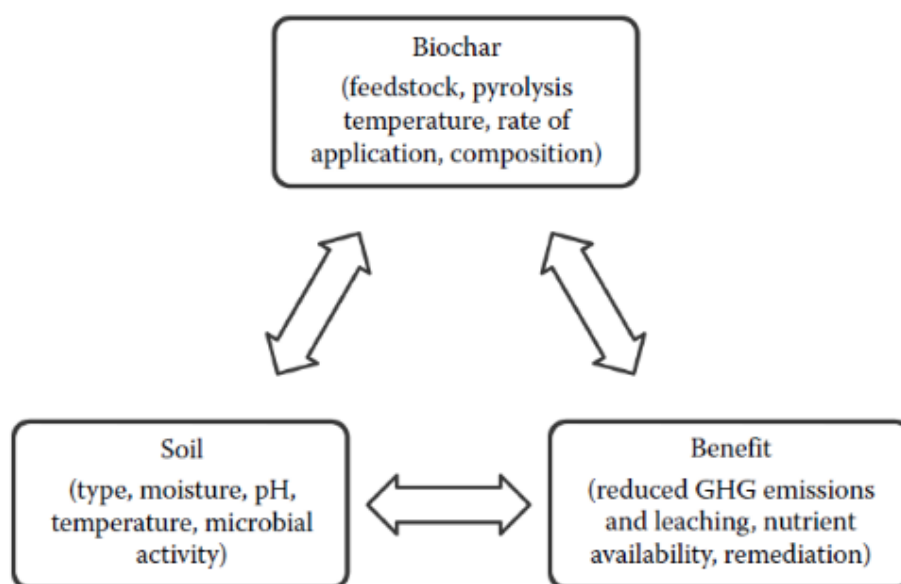 Biochar
(feedstock, pyrolysis
temperature, rate of
application, composition)
Soil
(type, moisture, pH,
temperature, microbial
activity)
Benefit
(reduced GHG emissions
and leaching, nutrient
availability, remediation)